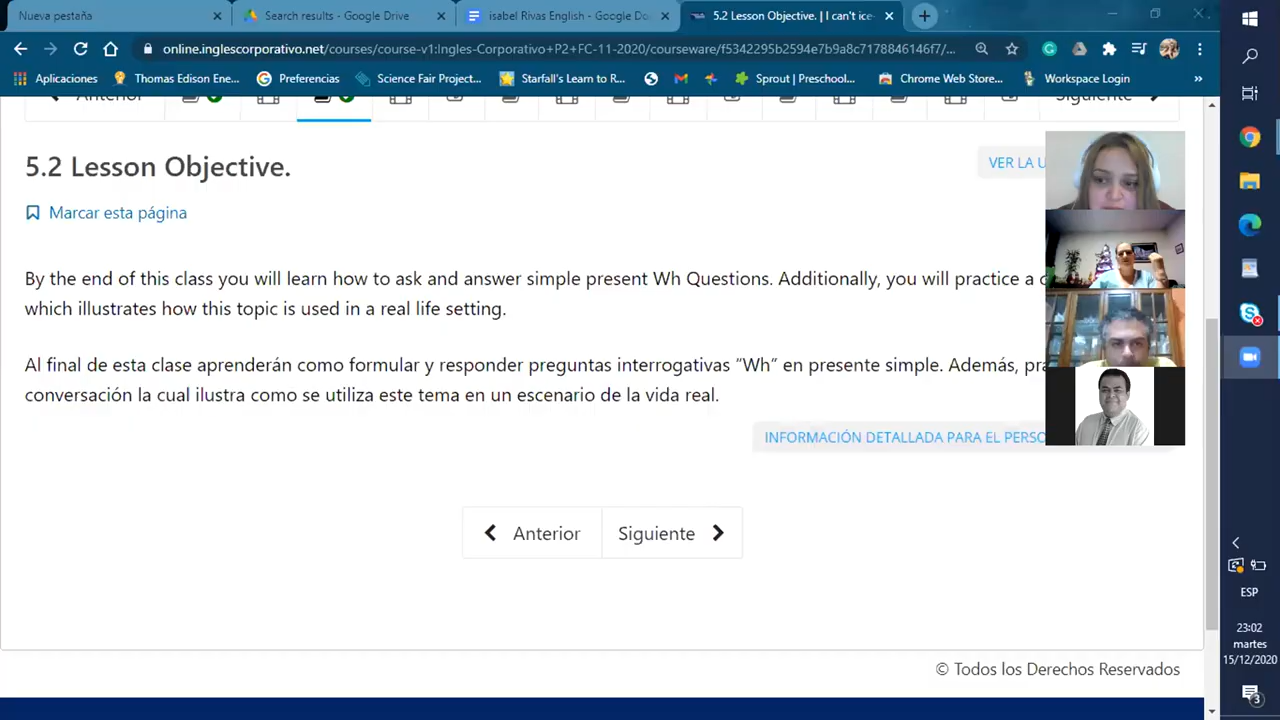 Nueva pestaña
Search results - Google Drive
isabel Rivas English - Google Do
5.2 Lesson Objective. | I can't ice-
online.inglescorporativo.net/courses/course-v1:Ingles-Corporativo+P2+FC-11-2020/courseware/f5342295b2594e7b9a8c7178846146f7/...
Aplicaciones
Thomas Edison Ene...
Preferencias
Science Fair Project...
Starfall's Learn to R...
Sprout | Preschool...
Chrome Web Store...
Workspace Login
»
Anterior
Siguiente
5.2 Lesson Objective.
VER LA U
Marcar esta página
By the end of this class you will learn how to ask and answer simple present Wh Questions. Additionally, you will practice a
which illustrates how this topic is used in a real life setting.
Al final de esta clase aprenderán como formular y responder preguntas interrogativas “Wh” en presente simple. Además,
conversación la cual ilustra como se utiliza este tema en un escenario de la vida real.
INFORMACIÓN DETALLADA PARA EL PERSO
Anterior
Siguiente
© Todos los Derechos Reservados
ESP
23:02
martes
15/12/2020
3